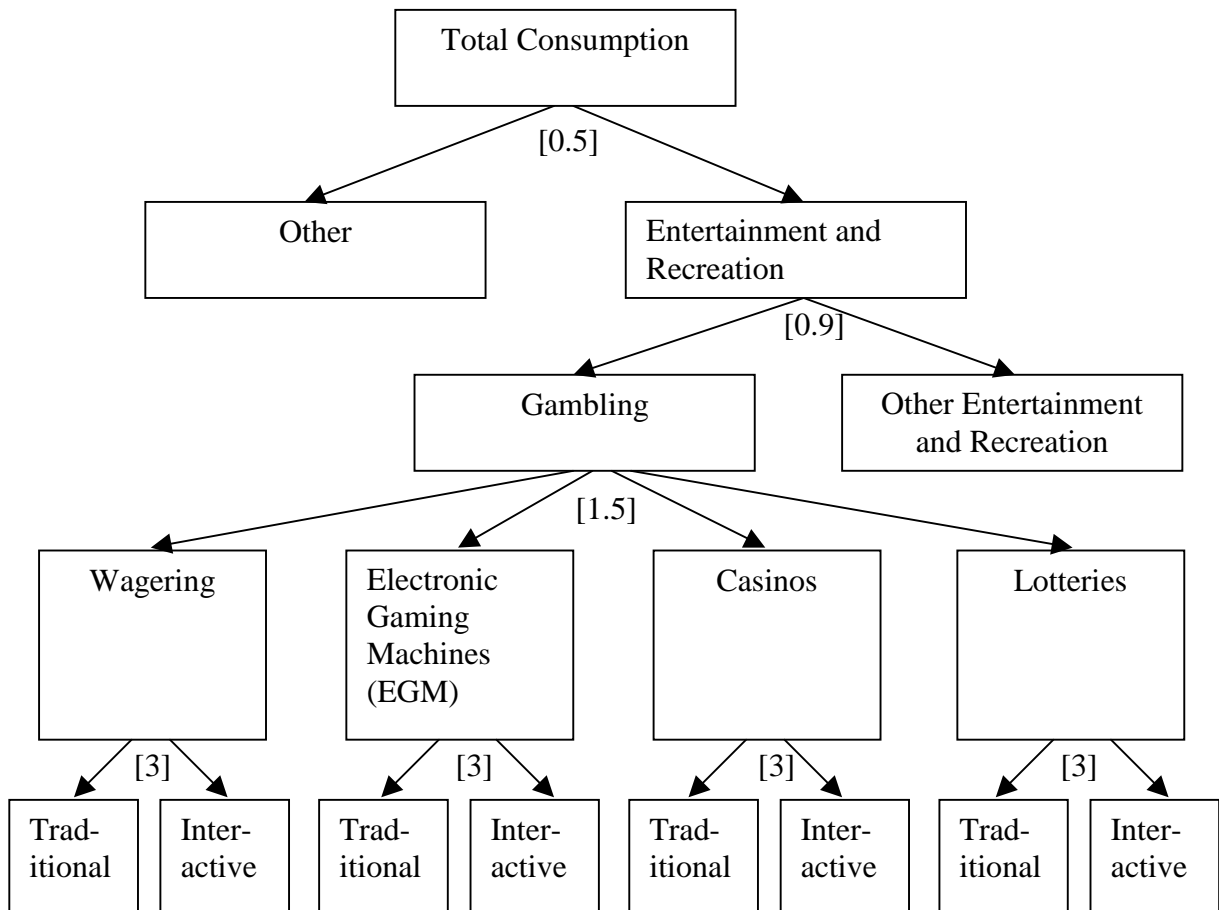 Total Consumption
[0.5]
Other
Entertainment and
Recreation
[0.9]
Gambling
Other Entertainment
and Recreation
[1.5]
Wagering
Electronic
Gaming
Machines
(EGM)
Casinos
Lotteries
[3]
[3]
[3]
[3]
Trad-
itional
Inter-
active
Trad-
itional
Inter-
active
Trad-
itional
Inter-
active
Trad-
itional
Inter-
active